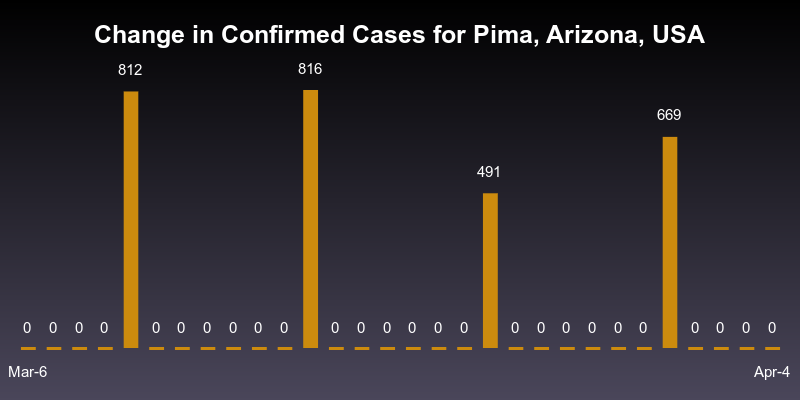 Change in Confirmed Cases for Pima, Arizona, USA
812 816
669
491
0 0 0 0 0 0 0 0 0 0 0 0 0 0 0 0 0 0 0 0 0 0 0 0 0 0
Mar-6 Apr-4